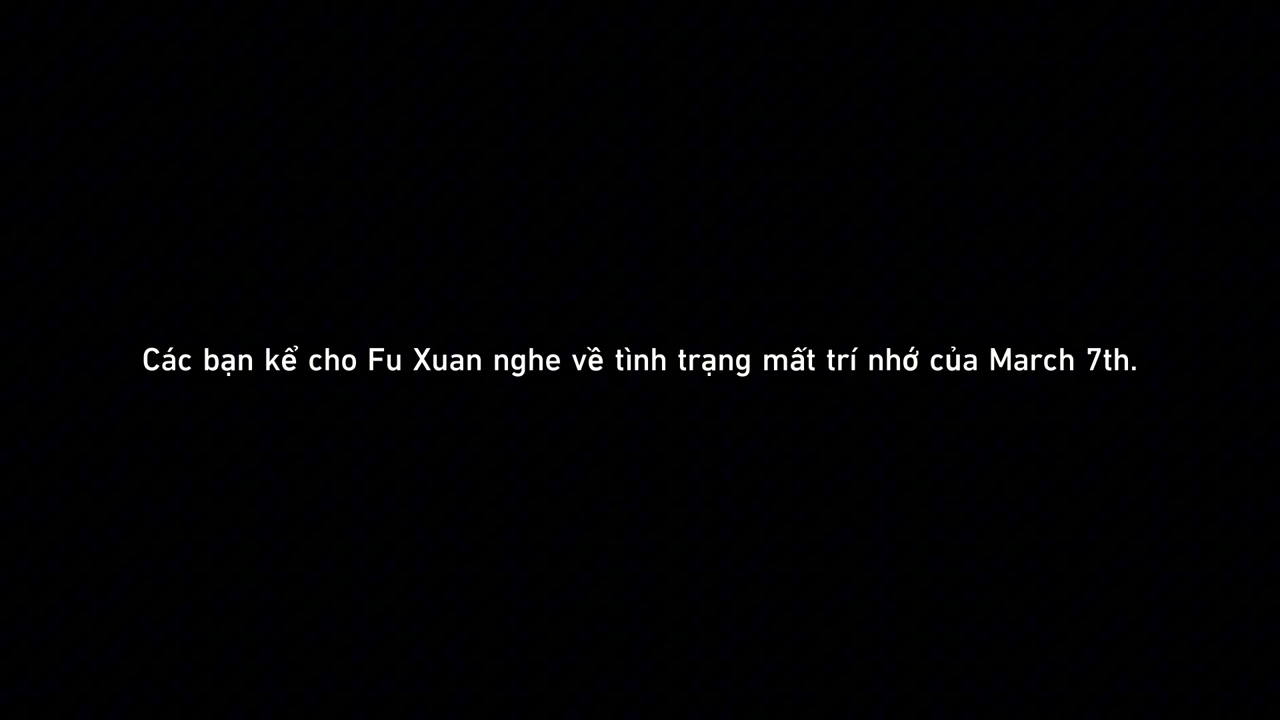 Các bạn kể cho Fu Xuan nghe về tình trạng mất trí nhớ của March 7th.